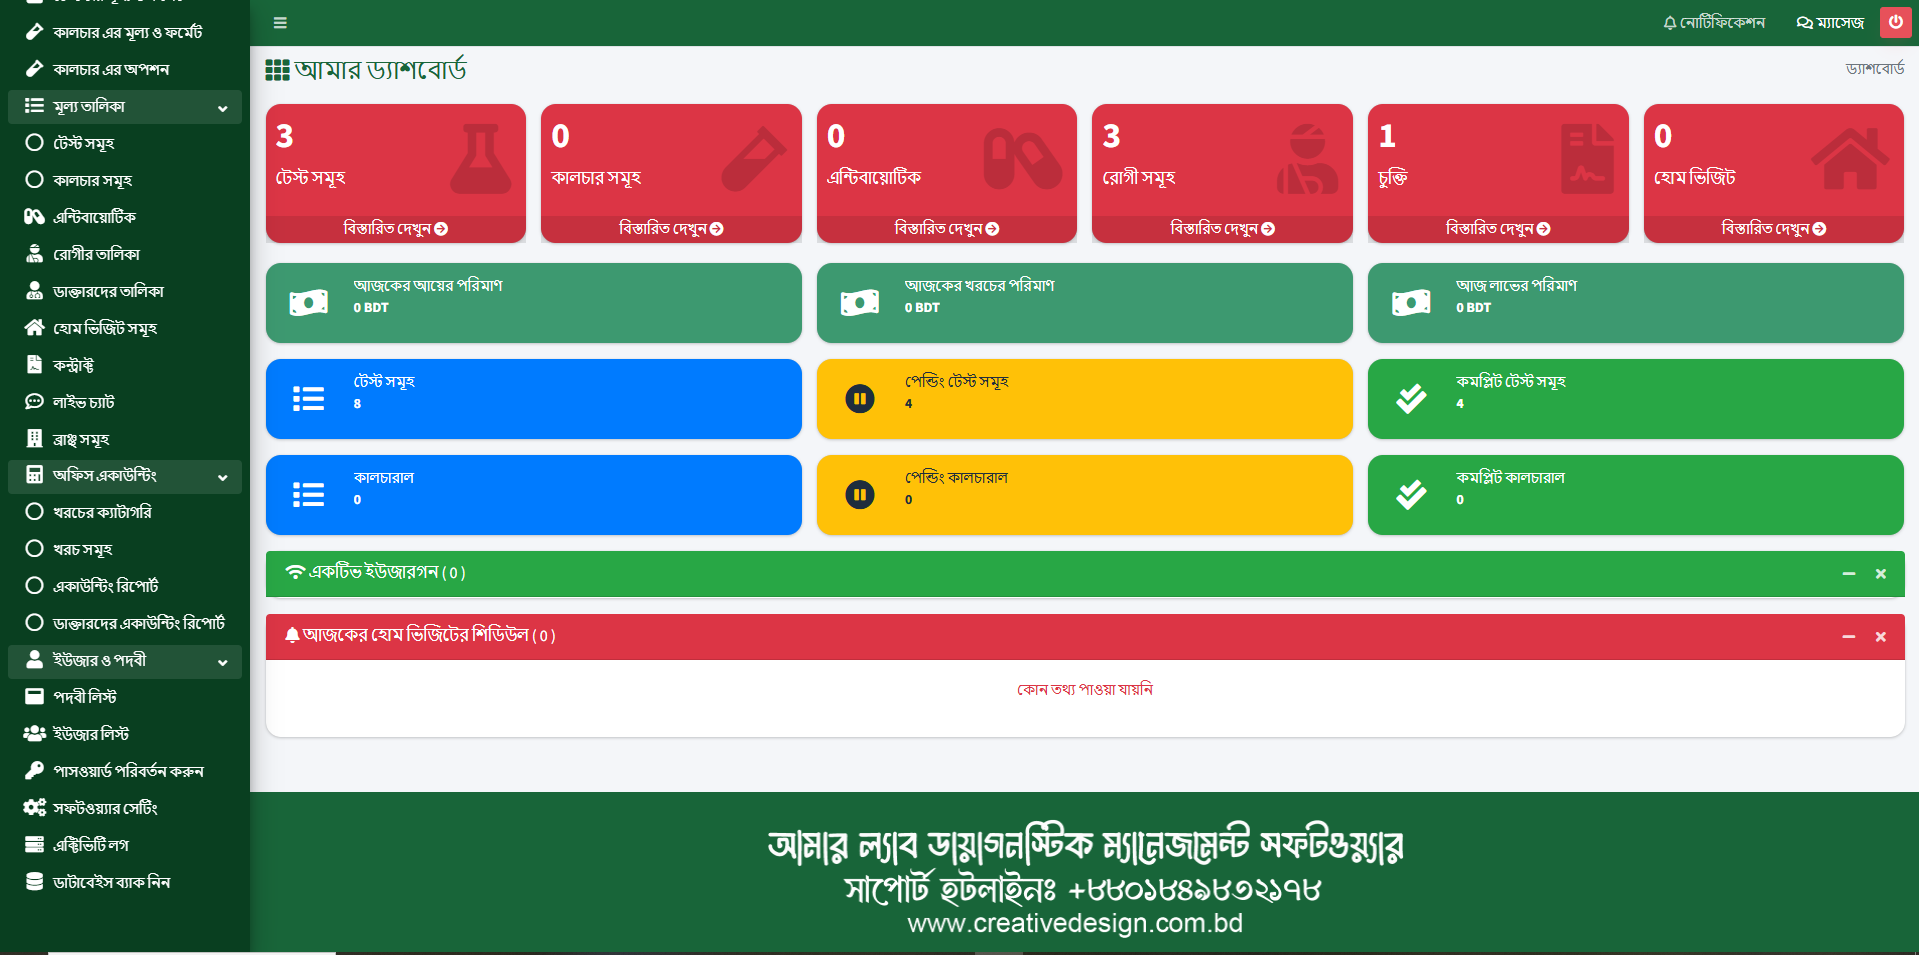 কালচার এর মূল্য ও ফর্মেট
কালচার এর অপশন
মূল্য তালিকা
টেস্ট সমূহ
কালচার সমূহ
এন্টিবায়োটিক
রোগীর তালিকা
ডাক্তারদের তালিকা
হোম ভিজিট সমূহ
কন্ট্রাক্ট
লাইভ চ্যাট
ব্রাঞ্চ সমূহ
অফিস একাউন্টিং
খরচের ক্যাটাগরি
খরচ সমূহ
একাউন্টিং রিপোর্ট
ডাক্তারদের একাউন্টিং রিপোর্ট
ইউজার ও পদবী
পদবী লিস্ট
ইউজার লিস্ট
পাসওয়ার্ড পরিবর্তন করুন
সফটওয়্যার সেটিং
এক্টিভিটি লগ
ডাটাবেইস ব্যাক নিন
নোটিফিকেশন ম্যাসেজ
আমার ড্যাশবোর্ড
ড্যাশবোর্ড
3
টেস্ট সমূহ
বিস্তারিত দেখুন
0
কালচার সমূহ
বিস্তারিত দেখুন
0
এন্টিবায়োটিক
বিস্তারিত দেখুন
3
রোগী সমূহ
বিস্তারিত দেখুন
1
চুক্তি
বিস্তারিত দেখুন
0
হোম ভিজিট
বিস্তারিত দেখুন
আজকের আয়ের পরিমাণ
0 BDT
আজকের খরচের পরিমাণ
0 BDT
আজ লাভের পরিমাণ
0 BDT
টেস্ট সমূহ
8
পেন্ডিং টেস্ট সমূহ
4
কমপ্লিট টেস্ট সমূহ
4
কালচারাল
0
পেন্ডিং কালচারাল
0
কমপ্লিট কালচারাল
0
একটিভ ইউজারগন ( 0 )
আজকের হোম ভিজিটের শিডিউল ( 0 )
কোন তথ্য পাওয়া যায়নি
আমার ল্যাব ডায়াগনস্টিক ম্যানেজমেন্ট সফটওয়্যার
সাপোর্ট হটলাইনঃ +৮৮০১৮৪৯৮৩২১৭৮
www.creativedesign.com.bd